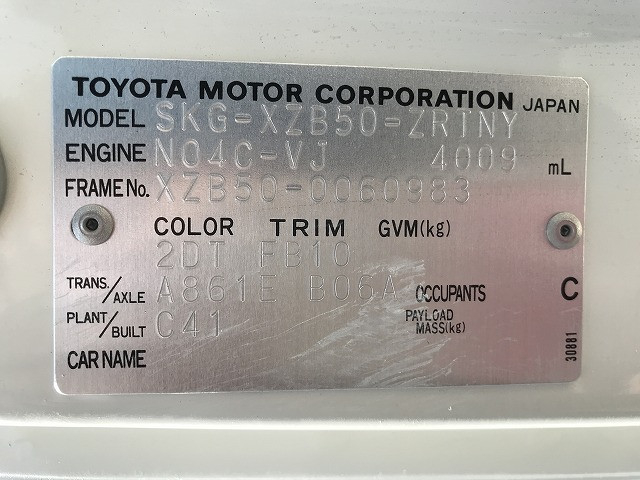 TOYOTA MOTOR CORPORATION JAPAN
MODEL SKG-XZB50-ZRTNY
ENGINE N04C-VJ 4009 mL
FRAME No. XZB50-0060983
COLOR TRIM GVM(kg)
2DT FB10
TRANS./AXLE A861E B06A OCCUPANTS C
PLANT/BUILT C41 PAYLOAD MASS(kg)
CAR NAME
30881